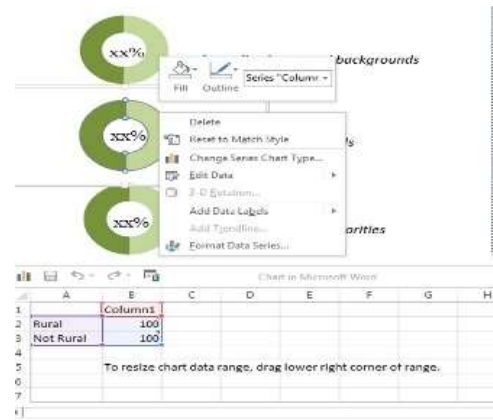 xx%
backgrounds
Fill Outline Series "Column
xx%
Delete
Reset to Match Style
Change Series Chart Type...
Edit Data
3-D Rotation...
Add Data Labels
Add Trendline...
Format Data Series...
xx%
orities
Chart in Microsoft Word
A B C D E F G H
1 Column1
2 Rural 100
3 Not Rural 100
4
5 To resize chart data range, drag lower right corner of range.
6
7